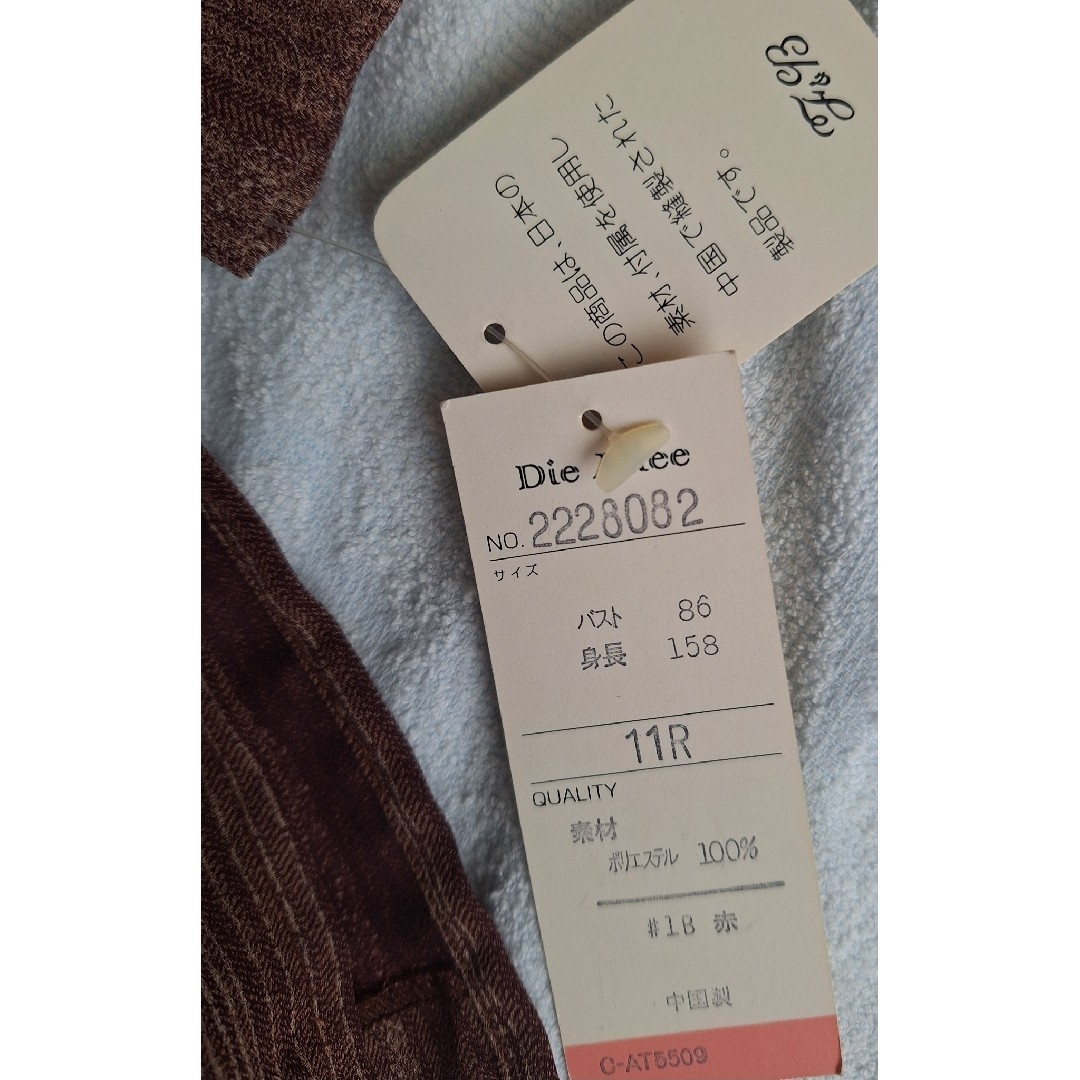 この商品は、日本の
素材、付属を使用し
中国で縫製された
製品です。
Die
NO. 2228082
サイズ
バスト 86
身長 158
11R
QUALITY
素材
ポリエステル 100%
#1B 赤
中国製
C-AT5509